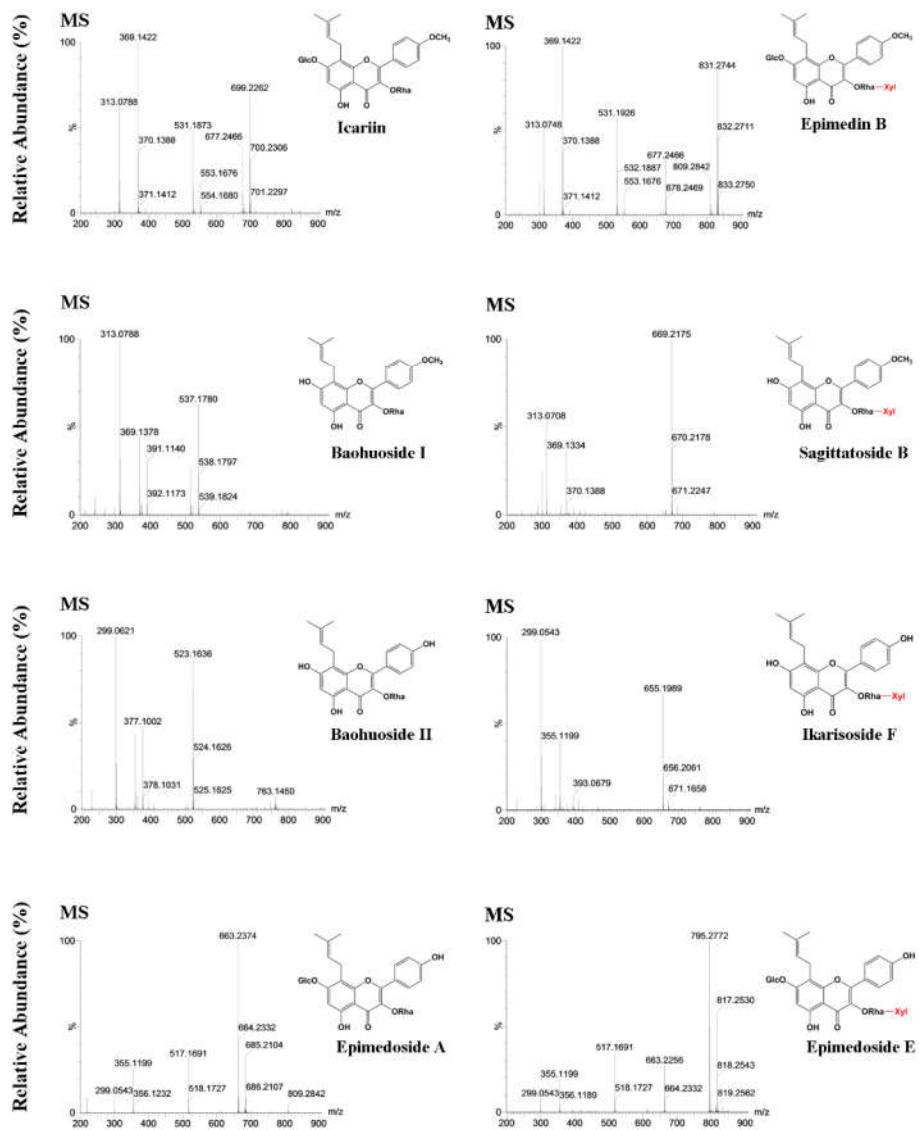 MS
Relative Abundance (%)
100
%
0
369.1422
313.0788
370.1388
371.1412
531.1873
553.1676
554.1680
677.2466
699.2262
700.2306
701.2297
200 300 400 500 600 700 800 900 m/z
GlcO
OCH3
ORha
OH O
O
Icariin
MS
100
%
0
369.1422
313.0748
370.1388
371.1412
531.1926
532.1887
553.1676
677.2466
678.2469
809.2842
831.2744
832.2711
833.2750
200 300 400 500 600 700 800 900 m/z
GlcO
OCH3
ORha—Xyl
OH O
O
Epimedin B
MS
Relative Abundance (%)
100
%
0
313.0788
369.1378
391.1140
392.1173
537.1780
538.1797
539.1824
200 300 400 500 600 700 800 900 m/z
HO
OCH3
ORha
OH O
O
Baohuoside I
MS
100
%
0
313.0708
369.1334
370.1388
669.2175
670.2178
671.2247
200 300 400 500 600 700 800 900 m/z
HO
OCH3
ORha—Xyl
OH O
O
Sagittatoside B
MS
Relative Abundance (%)
100
%
0
299.0621
377.1002
378.1031
523.1636
524.1626
525.1625
763.1450
200 300 400 500 600 700 800 900 m/z
HO
OH
ORha
OH O
O
Baohuoside II
MS
100
%
0
299.0543
355.1199
393.0679
655.1989
656.2061
671.1658
200 300 400 500 600 700 800 900 m/z
HO
OH
ORha—Xyl
OH O
O
Ikarisoside F
MS
Relative Abundance (%)
100
%
0
663.2374
664.2332
685.2104
686.2107
517.1691
518.1727
355.1199
299.0543
356.1232
809.2842
200 300 400 500 600 700 800 900 m/z
GlcO
OH
ORha
OH O
O
Epimedoside A
MS
100
%
0
795.2772
817.2530
818.2543
819.2562
517.1691
518.1727
663.2256
664.2332
355.1199
299.0543
356.1189
200 300 400 500 600 700 800 900 m/z
GlcO
OH
ORha—Xyl
OH O
O
Epimedoside E